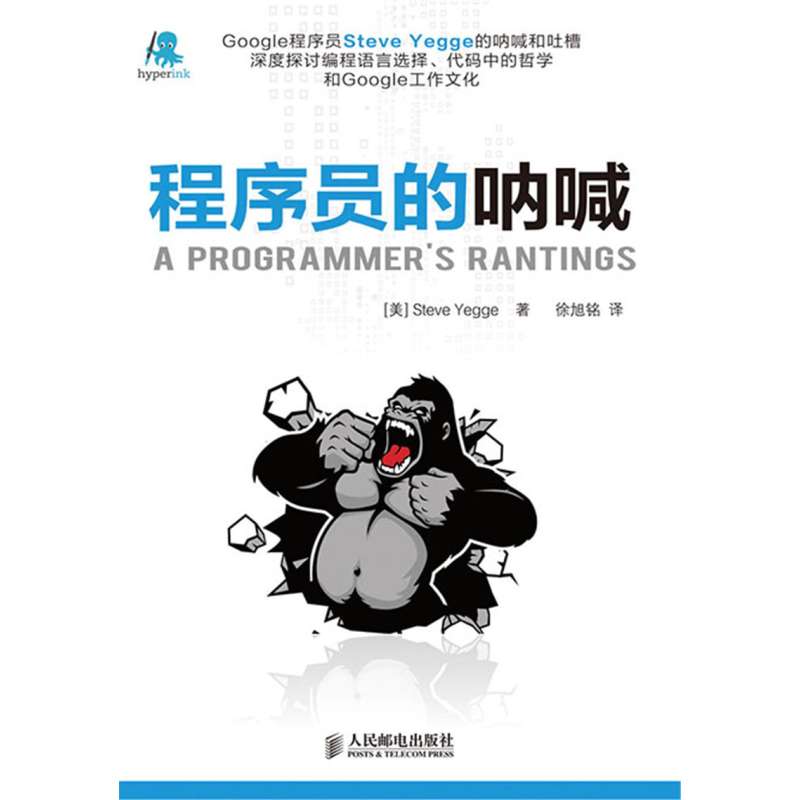 hyperink
Google程序员Steve Yegge的呐喊和吐槽
深度探讨编程语言选择、代码中的哲学
和Google工作文化
程序员的呐喊
A PROGRAMMER'S RANTINGS
[美] Steve Yegge 著 徐旭铭 译
人民邮电出版社
POSTS & TELECOM PRESS